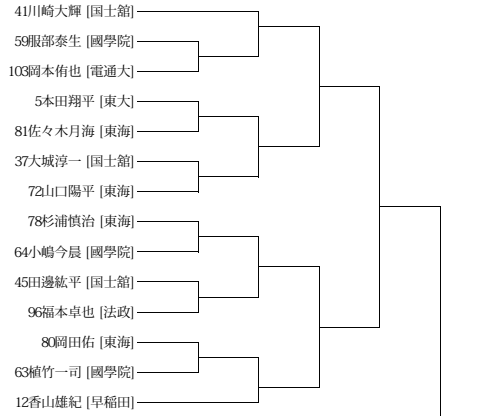 41川崎大輝 [国士舘]
59服部泰生 [國學院]
103岡本侑也 [電通大]
5本田翔平 [東大]
81佐々木月海 [東海]
37大城淳一 [国士舘]
72山口陽平 [東海]
78杉浦慎治 [東海]
64小嶋今晨 [國學院]
45田邊紘平 [国士舘]
96福本卓也 [法政]
80岡田佑 [東海]
63植竹一司 [國學院]
12香山雄紀 [早稲田]